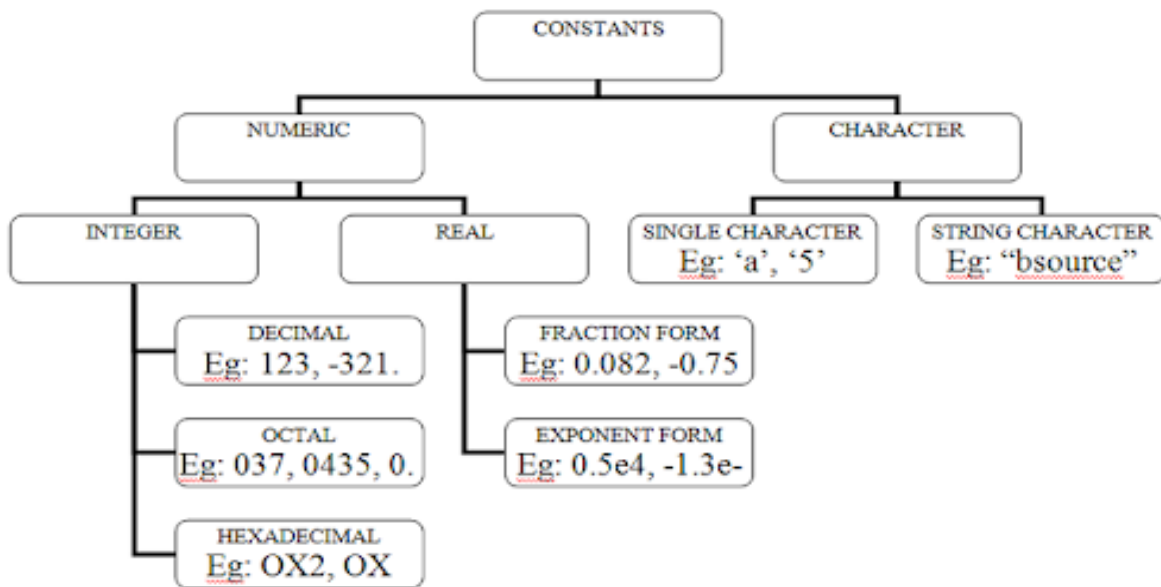 CONSTANTS
NUMERIC
CHARACTER
INTEGER
REAL
SINGLE CHARACTER
Eg: ‘a’, ‘5’
STRING CHARACTER
Eg: “bsource”
DECIMAL
Eg: 123, -321.
FRACTION FORM
Eg: 0.082, -0.75
OCTAL
Eg: 037, 0435, 0.
EXPONENT FORM
Eg: 0.5e4, -1.3e-
HEXADECIMAL
Eg: OX2, OX